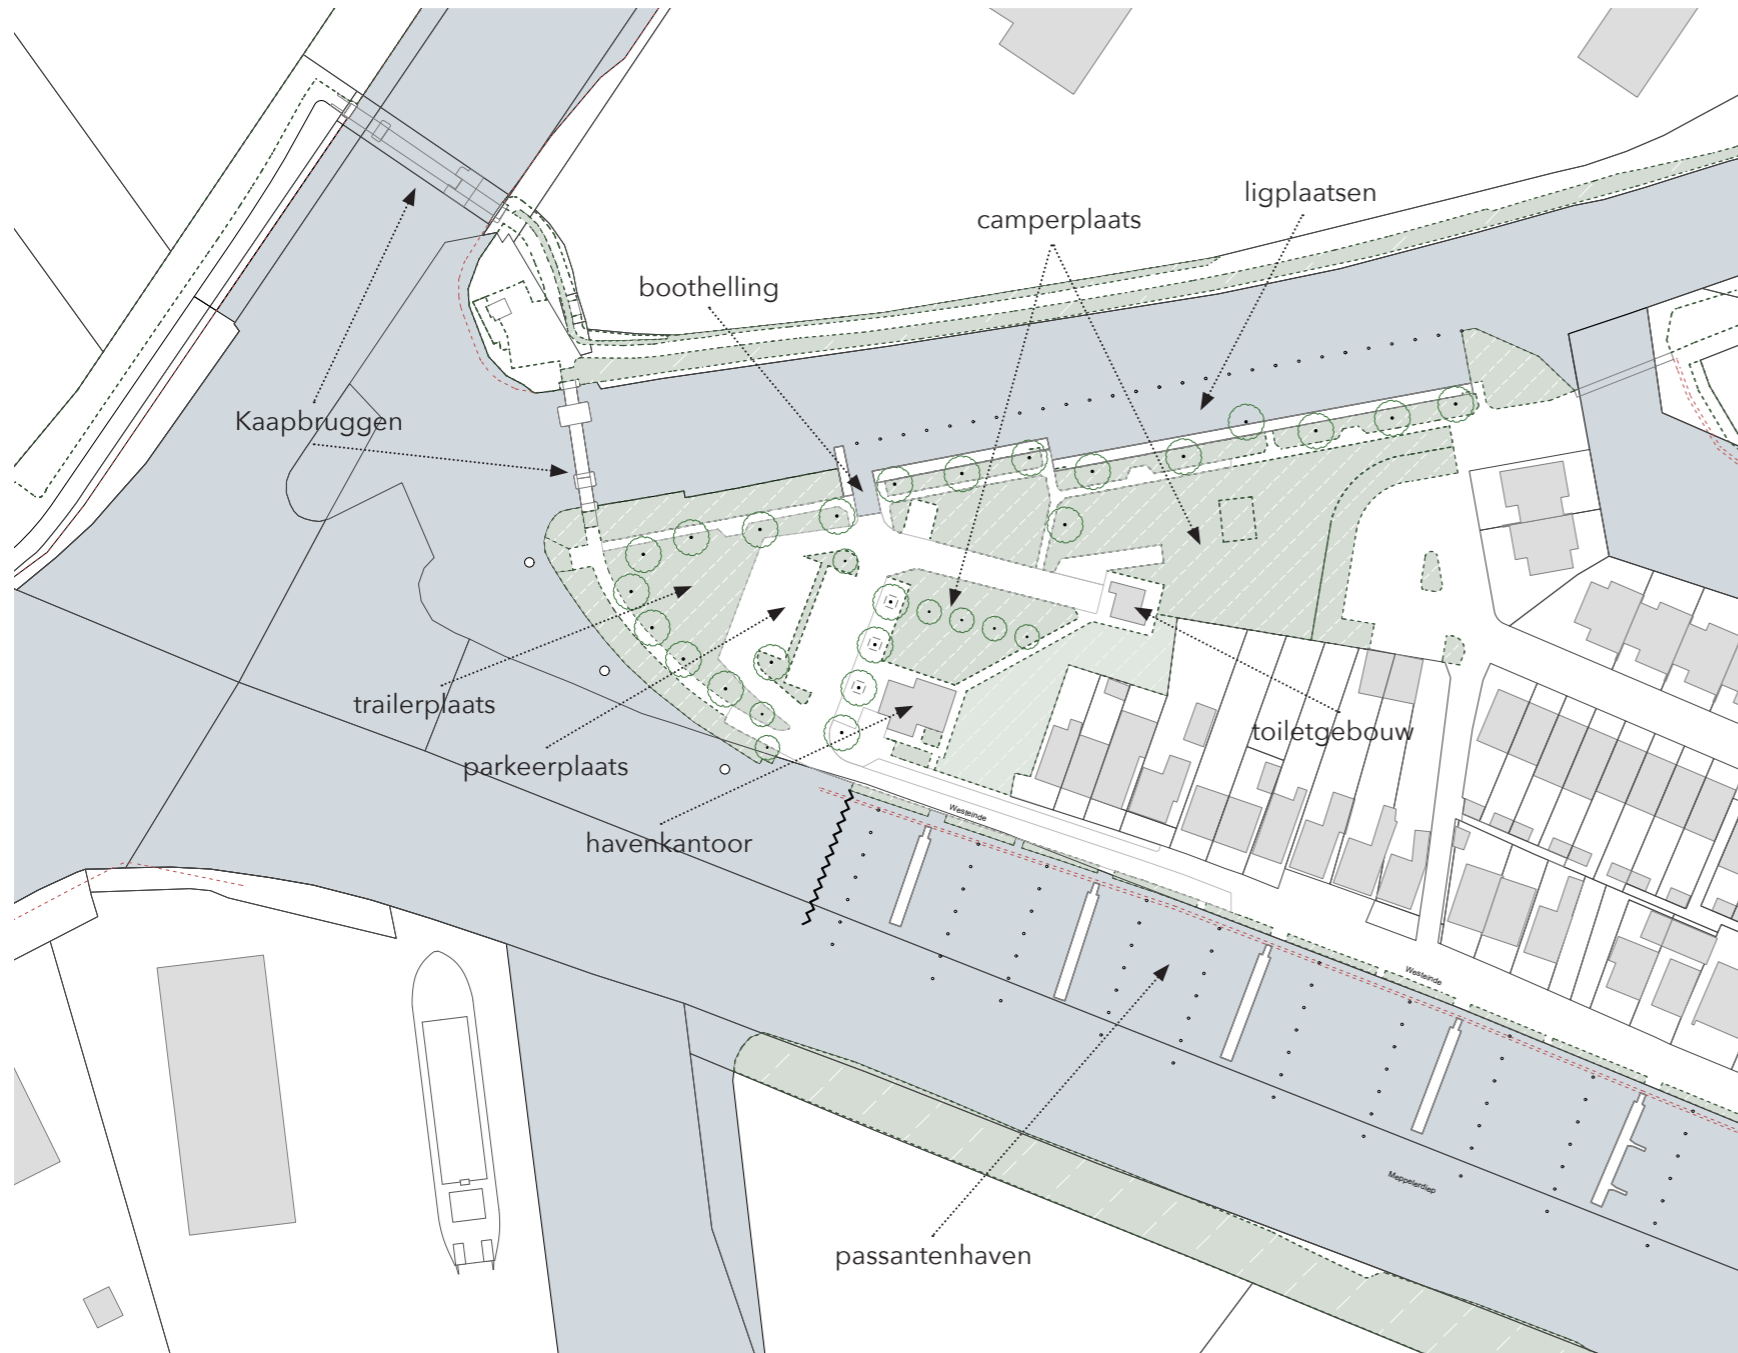 ligplaatsen
camperplaats
boothelling
Kaapbruggen
trailerplaats
toiletgebouw
parkeerplaats
Westeinde
havenkantoor
Westeinde
Meppelerdiep
passantenhaven